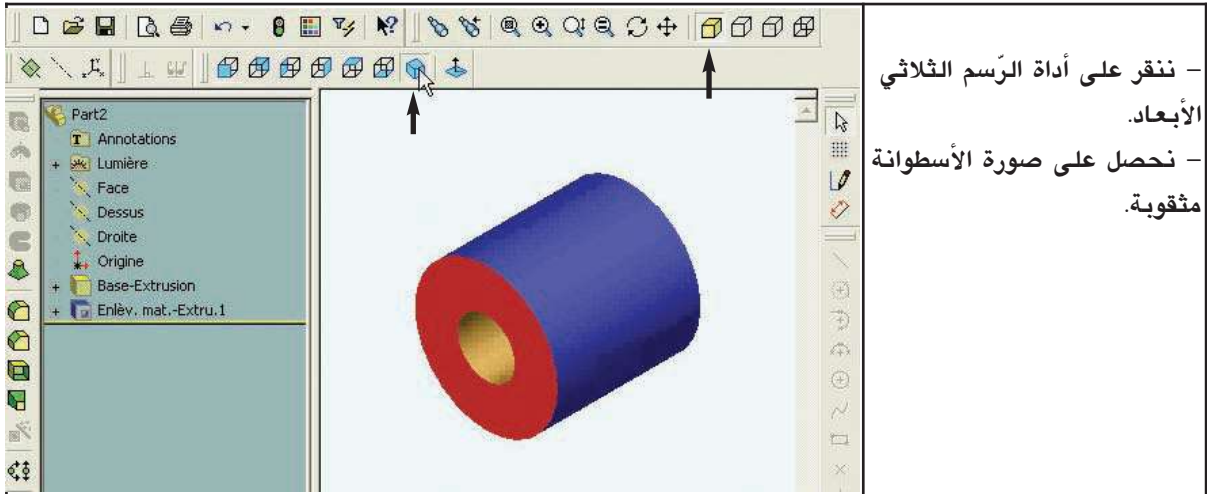 Part2
Annotations
Lumière
Face
Dessus
Droite
Origine
Base-Extrusion
Enlèv. mat.-Extru.1
– ننقر على أداة الرّسم الثلاثي
الأبعاد.
– نحصل على صورة الأسطوانة
مثقوبة.